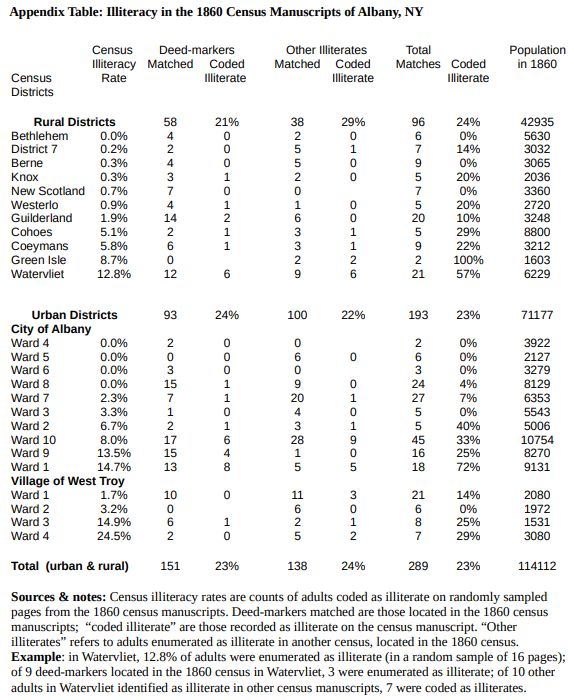 Appendix Table: Illiteracy in the 1860 Census Manuscripts of Albany, NY
Census Deed-markers Other Illiterates Total Population
Illiteracy Matched Coded Matched Coded Matches Coded in 1860
Census Rate Illiterate Illiterate Illiterate
Districts
Rural Districts 58 21% 38 29% 96 24% 42935
Bethlehem 0.0% 4 0 2 0 6 0% 5630
District 7 0.2% 2 0 5 1 7 14% 3032
Berne 0.3% 4 0 5 0 9 0% 3065
Knox 0.3% 3 1 2 0 5 20% 2036
New Scotland 0.7% 7 0 0 7 0% 3360
Westerlo 0.9% 4 1 1 0 5 20% 2720
Guilderland 1.9% 14 2 6 0 20 10% 3248
Cohoes 5.1% 2 1 3 1 5 29% 8800
Coeymans 5.8% 6 1 3 1 9 22% 3212
Green Isle 8.7% 0 2 2 2 100% 1603
Watervliet 12.8% 12 6 9 6 21 57% 6229
Urban Districts 93 24% 100 22% 193 23% 71177
City of Albany
Ward 4 0.0% 2 0 0 2 0% 3922
Ward 5 0.0% 0 0 6 0 6 0% 2127
Ward 6 0.0% 3 0 0 3 0% 3279
Ward 8 0.0% 15 1 9 0 24 4% 8129
Ward 7 2.3% 7 1 20 1 27 7% 6353
Ward 3 3.3% 1 0 4 0 5 0% 5543
Ward 2 6.7% 2 1 3 1 5 40% 5006
Ward 10 8.0% 17 6 28 9 45 33% 10754
Ward 9 13.5% 15 4 1 0 16 25% 8270
Ward 1 14.7% 13 8 5 5 18 72% 9131
Village of West Troy
Ward 1 1.7% 10 0 11 3 21 14% 2080
Ward 2 3.2% 0 6 0 6 0% 1972
Ward 3 14.9% 6 1 2 1 8 25% 1531
Ward 4 24.5% 2 0 5 2 7 29% 3080
Total (urban & rural) 151 23% 138 24% 289 23% 114112
Sources & notes: Census illiteracy rates are counts of adults coded as illiterate on randomly sampled
pages from the 1860 census manuscripts. Deed-markers matched are those located in the 1860 census
manuscripts; “coded illiterate” are those recorded as illiterate on the census manuscript. “Other
illiterates” refers to adults enumerated as illiterate in another census, located in the 1860 census.
Example: in Watervliet, 12.8% of adults were enumerated as illiterate (in a random sample of 16 pages);
of 9 deed-markers located in the 1860 census in Watervliet, 3 were enumerated as illiterate; of 10 other
adults in Watervliet identified as illiterate in other census manuscripts, 7 were coded as illiterates.